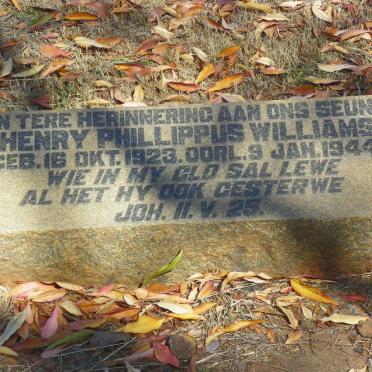 N TERE HERINNERING AAN ONS SEUN
HENRY PHILLIPPUS WILLIAMS
GEB. 16 OKT. 1923. OORL. 9 JAN. 1944
WIE IN MY GLO SAL LEWE
AL HET HY OOK GESTERWE
JOH. 11. V. 25.